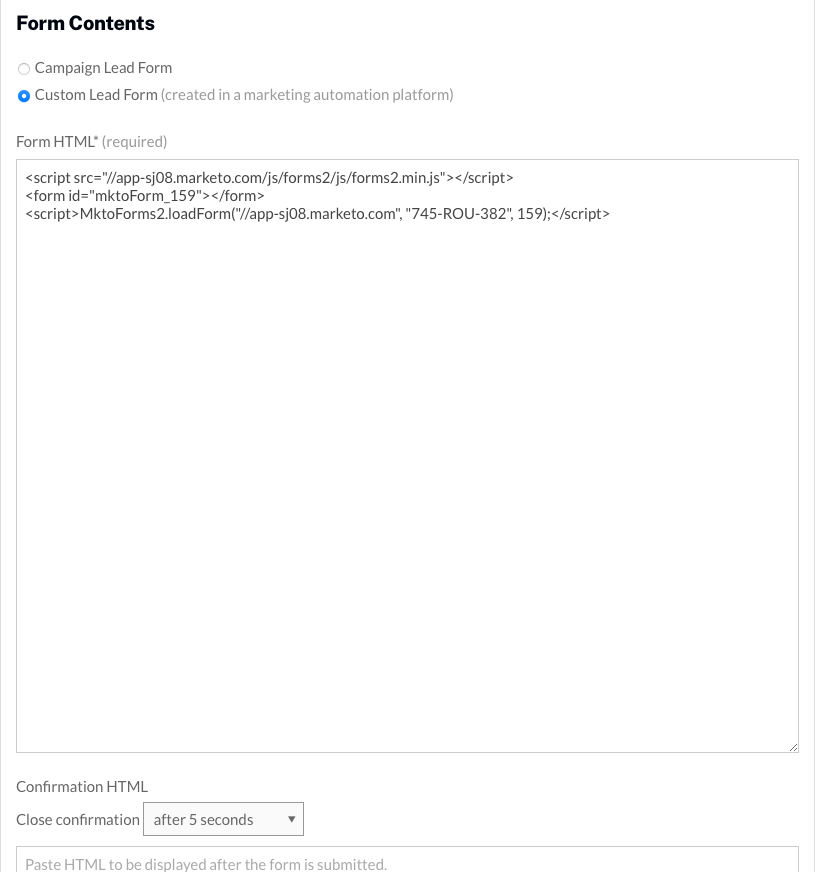 Form Contents
Campaign Lead Form
Custom Lead Form (created in a marketing automation platform)
Form HTML* (required)
<script src="//app-sj08.marketo.com/js/forms2/js/forms2.min.js"></script>
<form id="mktoForm_159"></form>
<script>MktoForms2.loadForm("//app-sj08.marketo.com", "745-ROU-382", 159);</script>
Confirmation HTML
Close confirmation after 5 seconds
Paste HTML to be displayed after the form is submitted.